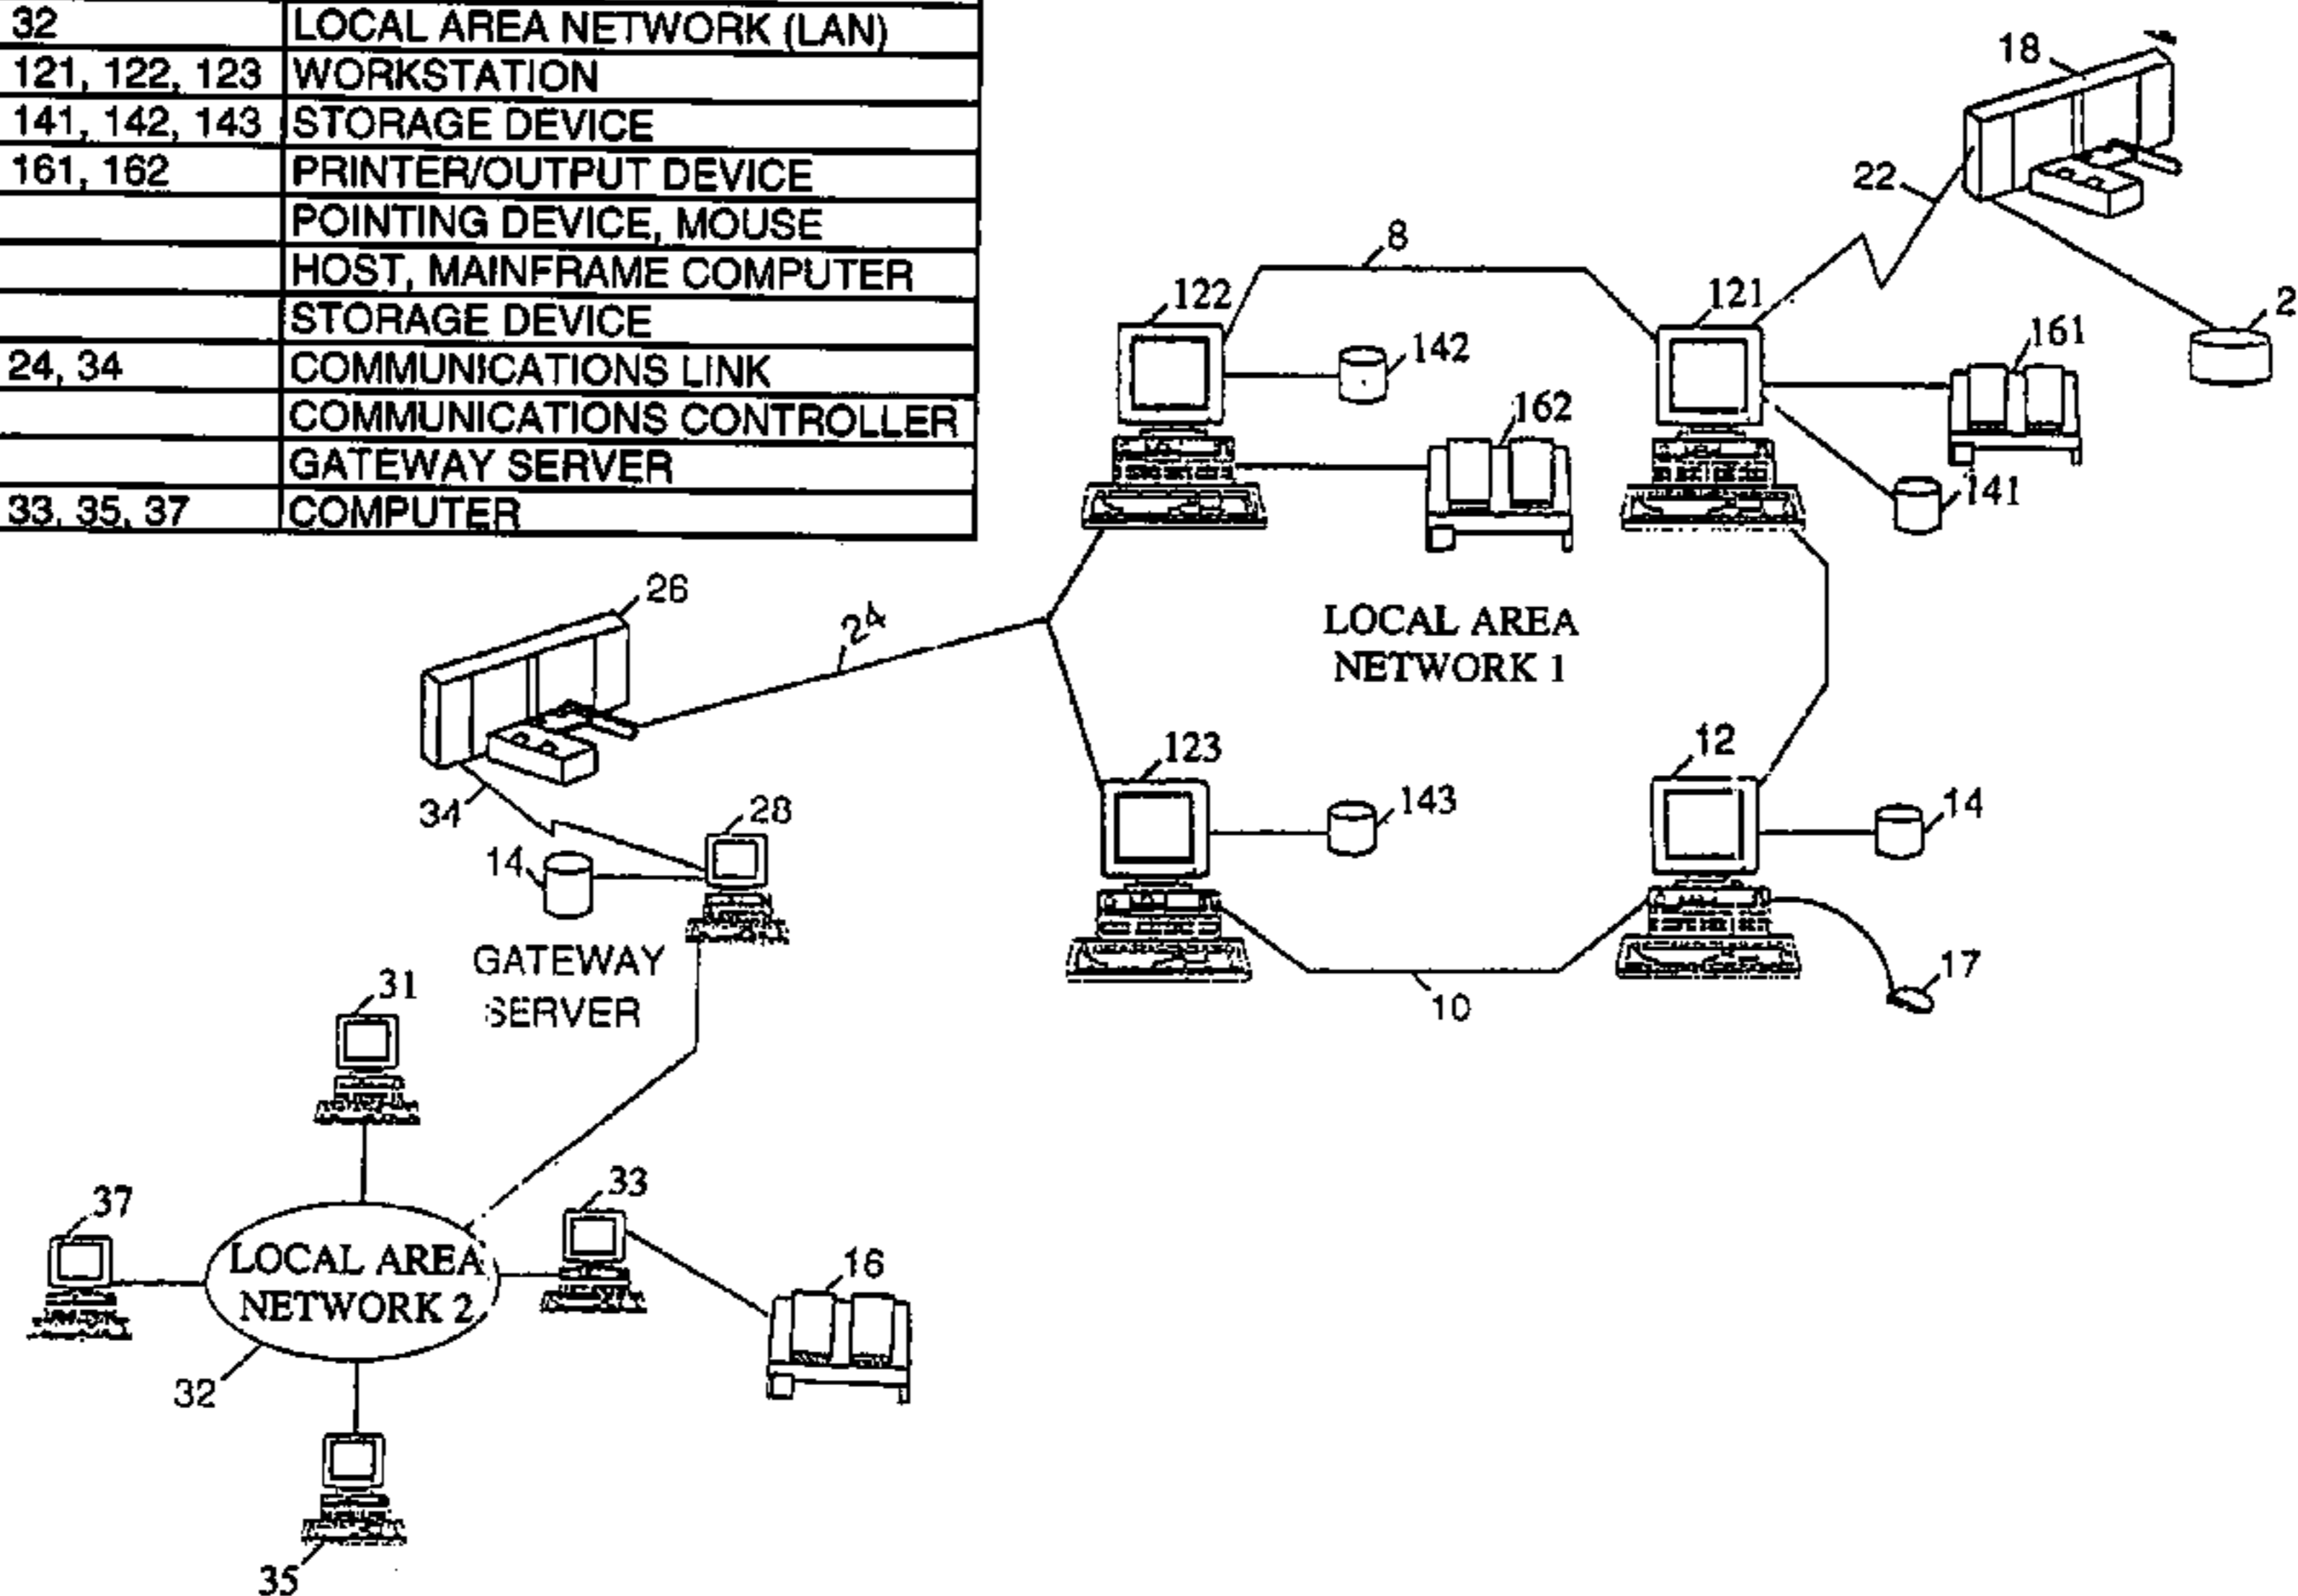 32 LOCAL AREA NETWORK (LAN)
121, 122, 123 WORKSTATION
141, 142, 143 STORAGE DEVICE
161, 162 PRINTER/OUTPUT DEVICE
POINTING DEVICE, MOUSE
HOST, MAINFRAME COMPUTER
STORAGE DEVICE
24, 34 COMMUNICATIONS LINK
COMMUNICATIONS CONTROLLER
GATEWAY SERVER
33, 35, 37 COMPUTER
18
22
8
2
122
121
142
161
162
141
26
24
LOCAL AREA
NETWORK 1
123
12
34
28
143
14
14
GATEWAY
SERVER
17
31
10
33
37
LOCAL AREA
NETWORK 2
16
32
35